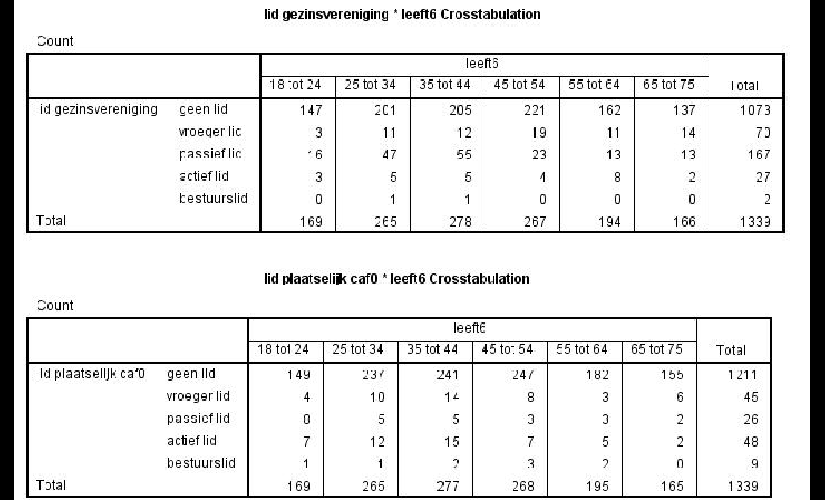 lid gezinsvereniging * leeft6 Crosstabulation
Count
leeft6
18 tot 24 25 tot 34 35 tot 44 45 tot 54 55 tot 64 65 tot 75 Total
lid gezinsvereniging geen lid 147 201 205 221 162 137 1073
vroeger lid 3 11 12 19 11 14 70
passief lid 16 47 55 23 13 13 167
actief lid 3 5 5 4 8 2 27
bestuurslid 0 1 1 0 0 0 2
Total 169 265 278 267 194 166 1339
lid plaatselijk caf0 * leeft6 Crosstabulation
Count
leeft6
18 tot 24 25 tot 34 35 tot 44 45 tot 54 55 tot 64 65 tot 75 Total
lid plaatselijk caf0 geen lid 149 237 241 247 182 155 1211
vroeger lid 4 10 14 8 3 6 45
passief lid 0 5 5 3 3 2 26
actief lid 7 12 15 7 5 2 48
bestuurslid 1 1 2 3 2 0 9
Total 169 265 277 268 195 165 1339